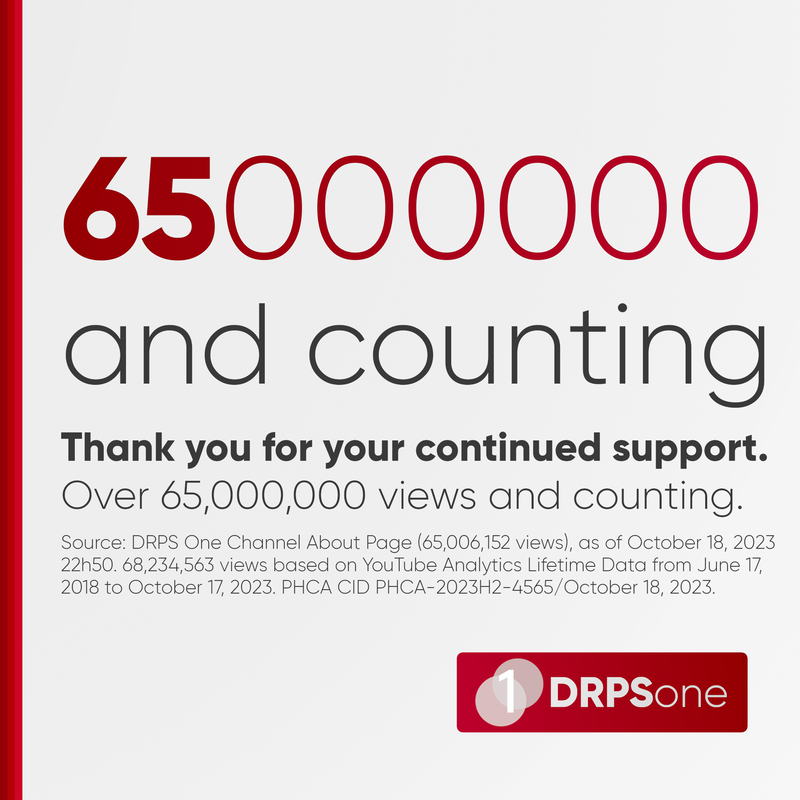 65000000
and counting
Thank you for your continued support.
Over 65,000,000 views and counting.
Source: DRPS One Channel About Page (65,006,152 views), as of October 18, 2023
22h50. 68,234,563 views based on YouTube Analytics Lifetime Data from June 17,
2018 to October 17, 2023. PHCA CID PHCA-2023H2-4565/October 18, 2023.
1 DRPSone